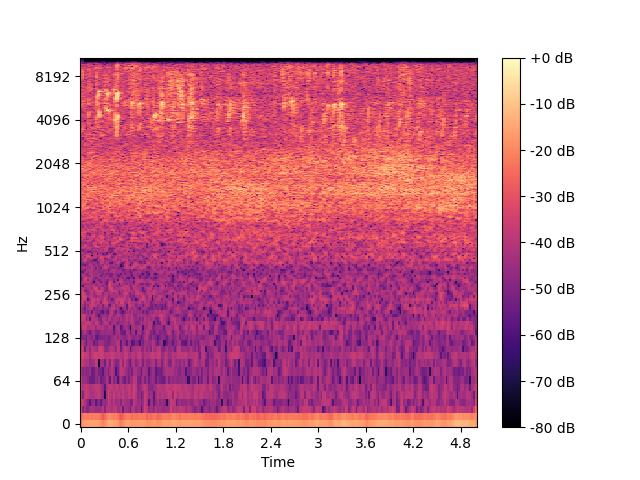 8192
4096
2048
1024
512
256
128
64
0
Hz
0 0.6 1.2 1.8 2.4 3 3.6 4.2 4.8
Time
+0 dB
-10 dB
-20 dB
-30 dB
-40 dB
-50 dB
-60 dB
-70 dB
-80 dB